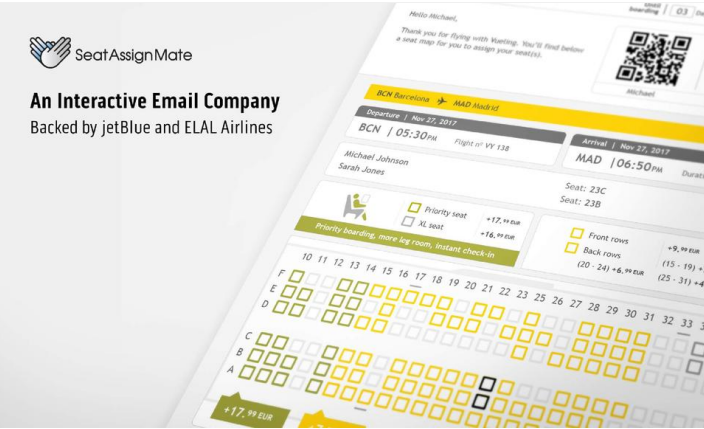 SeatAssignMate
An Interactive Email Company
Backed by jetBlue and ELAL Airlines
until
boarding | 03
Hello Michael,
Thank you for flying with Vueling. You'll find below
a seat map for you to assign your seat(s).
Michael
BCN Barcelona MAD Madrid
Departure | Nov 27, 2017
BCN | 05:30PM Flight nº VY 138
Arrival | Nov 27, 2017
MAD | 06:50PM
Michael Johnson
Sarah Jones
Seat: 23C
Seat: 23B
Priority seat +17.99 EUR
XL seat +16.99 EUR
Priority boarding, more leg room, instant check-in
Front rows +9.99 EUR
Back rows (15 - 19)
(20 - 24) +6.99 EUR (25 - 31)
10 11 12 13 14 15 16 17 18 19 20 21 22 23 25 26 27 28 29 30 31 32 33
F
E
D
C
B
A
+17.99 EUR